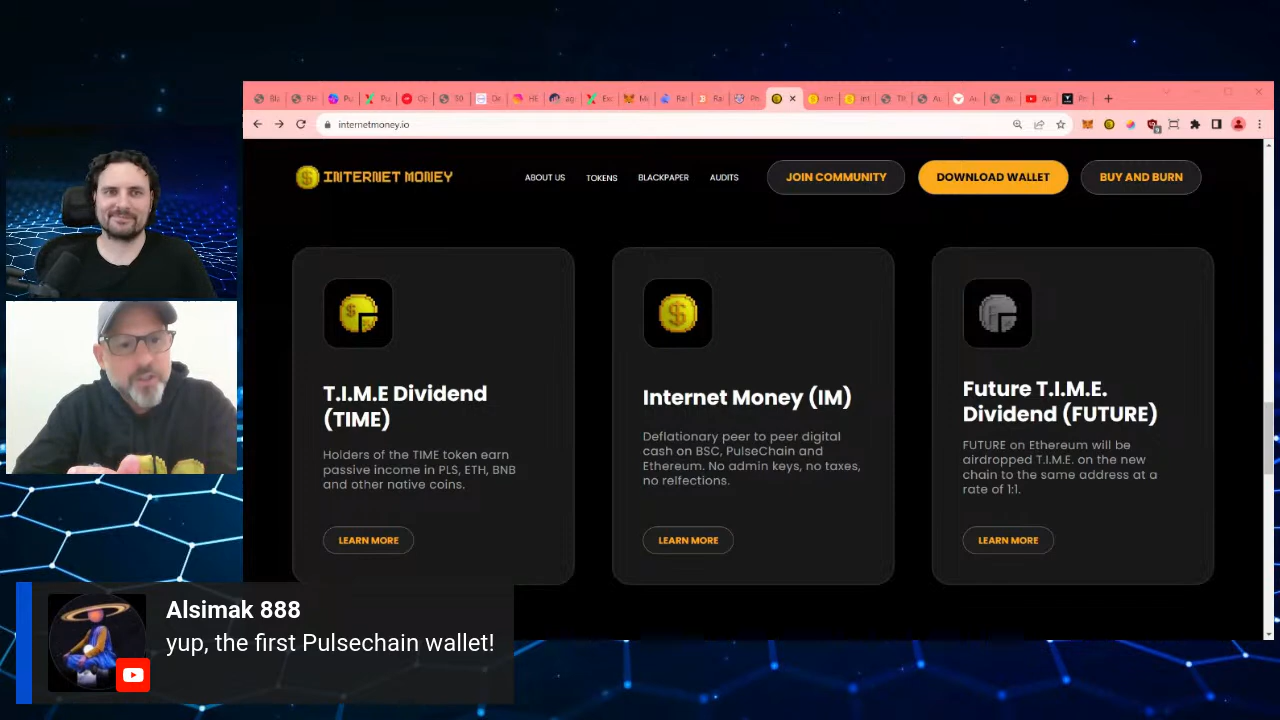 internetmoney.io
INTERNET MONEY
ABOUT US
TOKENS
BLACKPAPER
AUDITS
JOIN COMMUNITY
DOWNLOAD WALLET
BUY AND BURN
T.I.M.E Dividend
(TIME)
Holders of the TIME token earn
passive income in PLS, ETH, BNB
and other native coins.
LEARN MORE
Internet Money (IM)
Deflationary peer to peer digital
cash on BSC, PulseChain and
Ethereum. No admin keys, no taxes,
no relfections.
LEARN MORE
Future T.I.M.E.
Dividend (FUTURE)
FUTURE on Ethereum will be
airdropped T.I.M.E. on the new
chain to the same address at a
rate of 1:1.
LEARN MORE
Alsimak 888
yup, the first Pulsechain wallet!